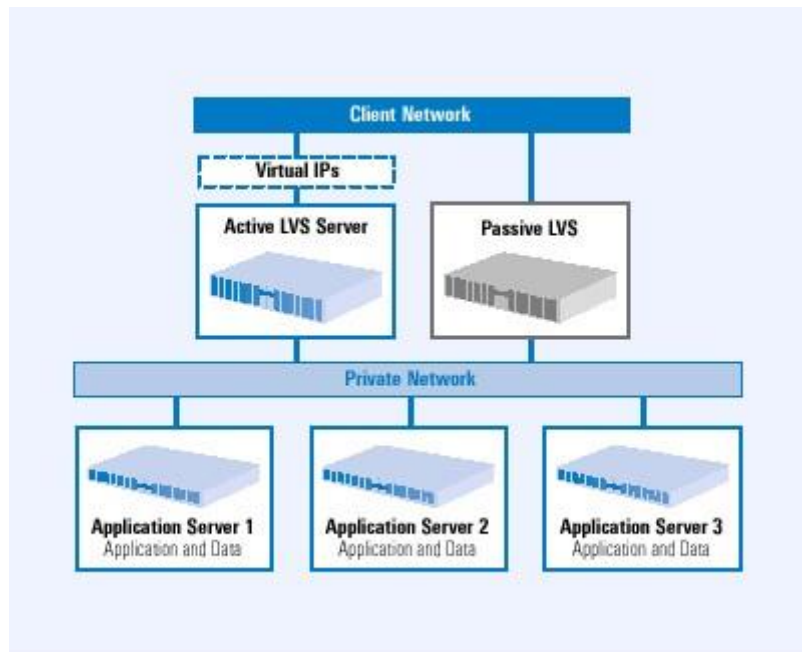 Client Network
Virtual IPs
Active LVS Server
Passive LVS
Private Network
Application Server 1
Application and Data
Application Server 2
Application and Data
Application Server 3
Application and Data